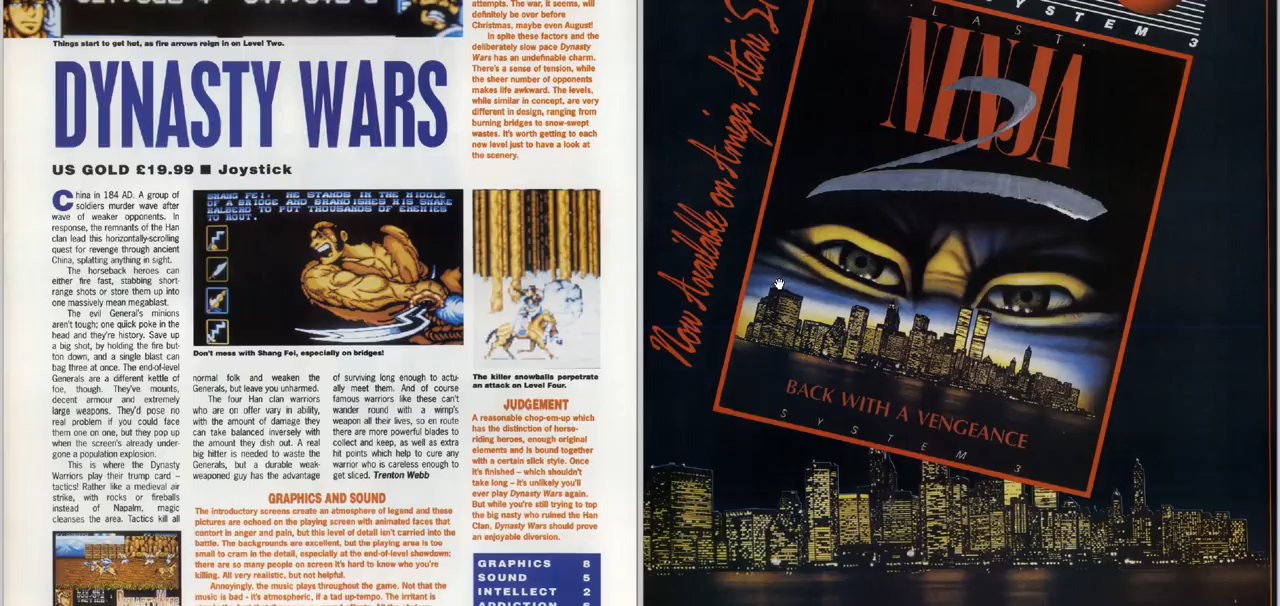 Things start to get hot, as fire arrows reign in on Level Two.
DYNASTY WARS
US GOLD £19.99 ■ Joystick
China in 184 AD. A group of
soldiers murder wave after
wave of weaker opponents. In
response, the remnants of the Han
clan lead this horizontally-scrolling
quest for revenge through ancient
China, splatting anything in sight.
The horseback heroes can
either fire fast, stabbing short-
range shots or store them up into
one massively mean megablast.
The evil General's minions
aren't tough; one quick poke in the
head and they're history. Save up
a big shot, by holding the fire but-
ton down, and a single blast can
bag three at once. The end-of-level
Generals are a different kettle of
foe, though. They've mounts,
decent armour and extremely
large weapons. They'd pose no
real problem if you could face
them one on one, but they pop up
when the screen's already under-
gone a population explosion.
This is where the Dynasty
Warriors play their trump card –
tactics! Rather like a medieval air
strike, with rocks or fireballs
instead of Napalm, magic
cleanses the area. Tactics kill all
SHANG FEI. HE STANDS IN THE MIDDLE
OF A BRIDGE AND BRANDISHES HIS SNAKE
HALBERD TO PUT THOUSANDS OF ENEMIES
TO ROUT.
Don't mess with Shang Fei, especially on bridges!
normal folk and weaken the
Generals, but leave you unharmed.
The four Han clan warriors
who are on offer vary in ability,
with the amount of damage they
can take balanced inversely with
the amount they dish out. A real
big hitter is needed to waste the
Generals, but a durable weak-
weaponed guy has the advantage
of surviving long enough to actu-
ally meet them. And of course
famous warriors like these can't
wander round with a wimp's
weapon all their lives, so en route
there are more powerful blades to
collect and keep, as well as extra
hit points which help to cure any
warrior who is careless enough to
get sliced. Trenton Webb
GRAPHICS AND SOUND
The introductory screens create an atmosphere of legend and these
pictures are echoed on the playing screen with animated faces that
contort in anger and pain, but this level of detail isn't carried into the
battle. The backgrounds are excellent, but the playing area is too
small to cram in the detail, especially at the end-of-level showdown:
there are so many people on screen it's hard to know who you're
killing. All very realistic, but not helpful.
Annoyingly, the music plays throughout the game. Not that the
music is bad - it's atmospheric, if a tad up-tempo. The irritant is
attempts. The war, it seems, will
definitely be over before
Christmas, maybe even August!
In spite these factors and the
deliberately slow pace Dynasty
Wars has an undefinable charm.
There's a sense of tension, while
the sheer number of opponents
makes life awkward. The levels,
while similar in concept, are very
different in design, ranging from
burning bridges to snow-swept
wastes. It's worth getting to each
new level just to have a look at
the scenery.
The killer snowballs perpetrate
an attack on Level Four.
JUDGEMENT
A reasonable chop-em-up which
has the distinction of horse-
riding heroes, enough original
elements and is bound together
with a certain slick style. Once
it's finished – which shouldn't
take long – it's unlikely you'll
ever play Dynasty Wars again.
But while you're still trying to top
the big nasty who ruined the Han
Clan, Dynasty Wars should prove
an enjoyable diversion.
GRAPHICS 8
SOUND 5
INTELLECT 2
ADDICTION 6
Now Available on Amiga, Atari
SYSTEM 3
LAST
NINJA
2
BACK WITH A VENGEANCE
SYSTEM 3